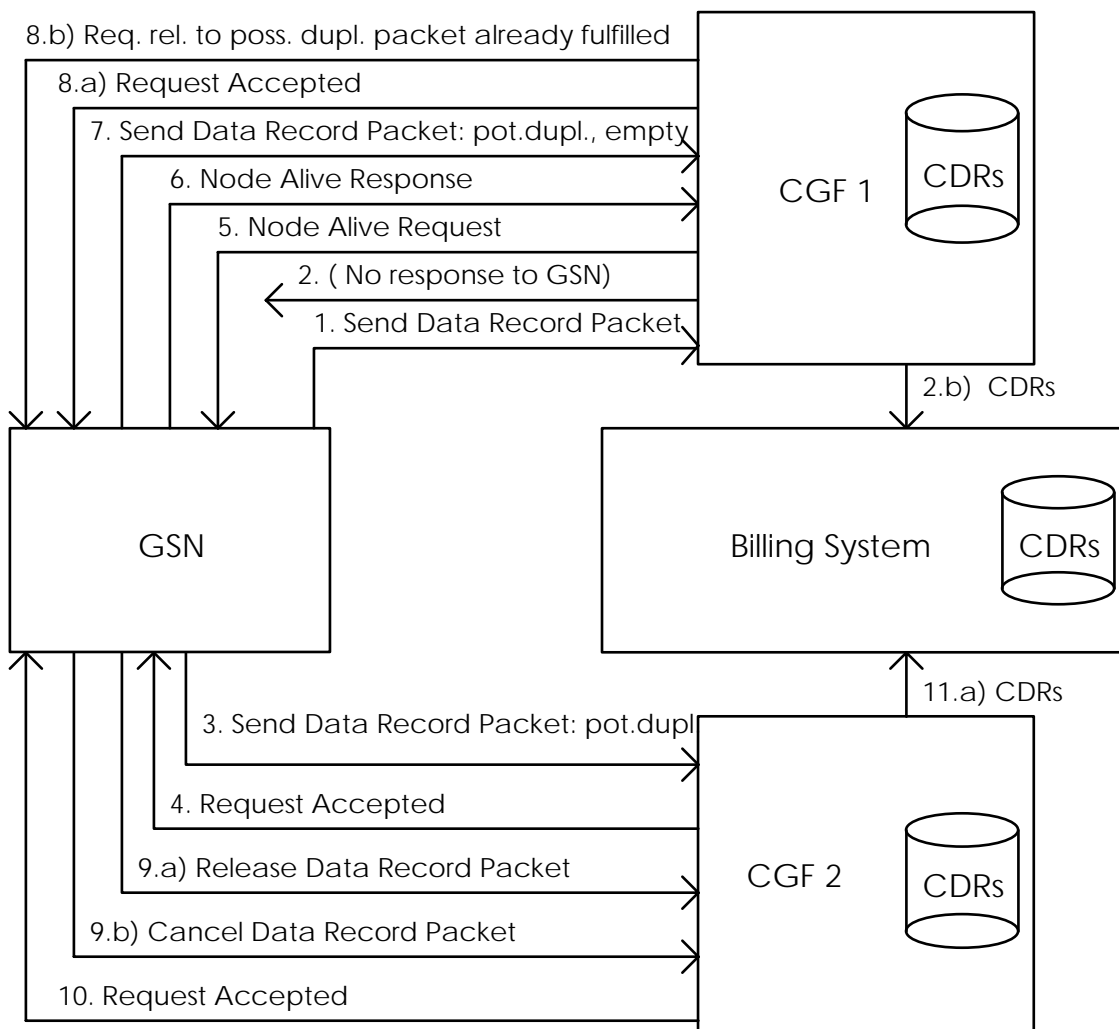 8.b) Req. rel. to poss. dupl. packet already fulfilled
8.a) Request Accepted
7. Send Data Record Packet: pot.dupl., empty
6. Node Alive Response
5. Node Alive Request
2. ( No response to GSN)
1. Send Data Record Packet
CGF 1
CDRs
2.b) CDRs
GSN
Billing System
CDRs
11.a) CDRs
3. Send Data Record Packet: pot.dupl
4. Request Accepted
9.a) Release Data Record Packet
9.b) Cancel Data Record Packet
10. Request Accepted
CGF 2
CDRs